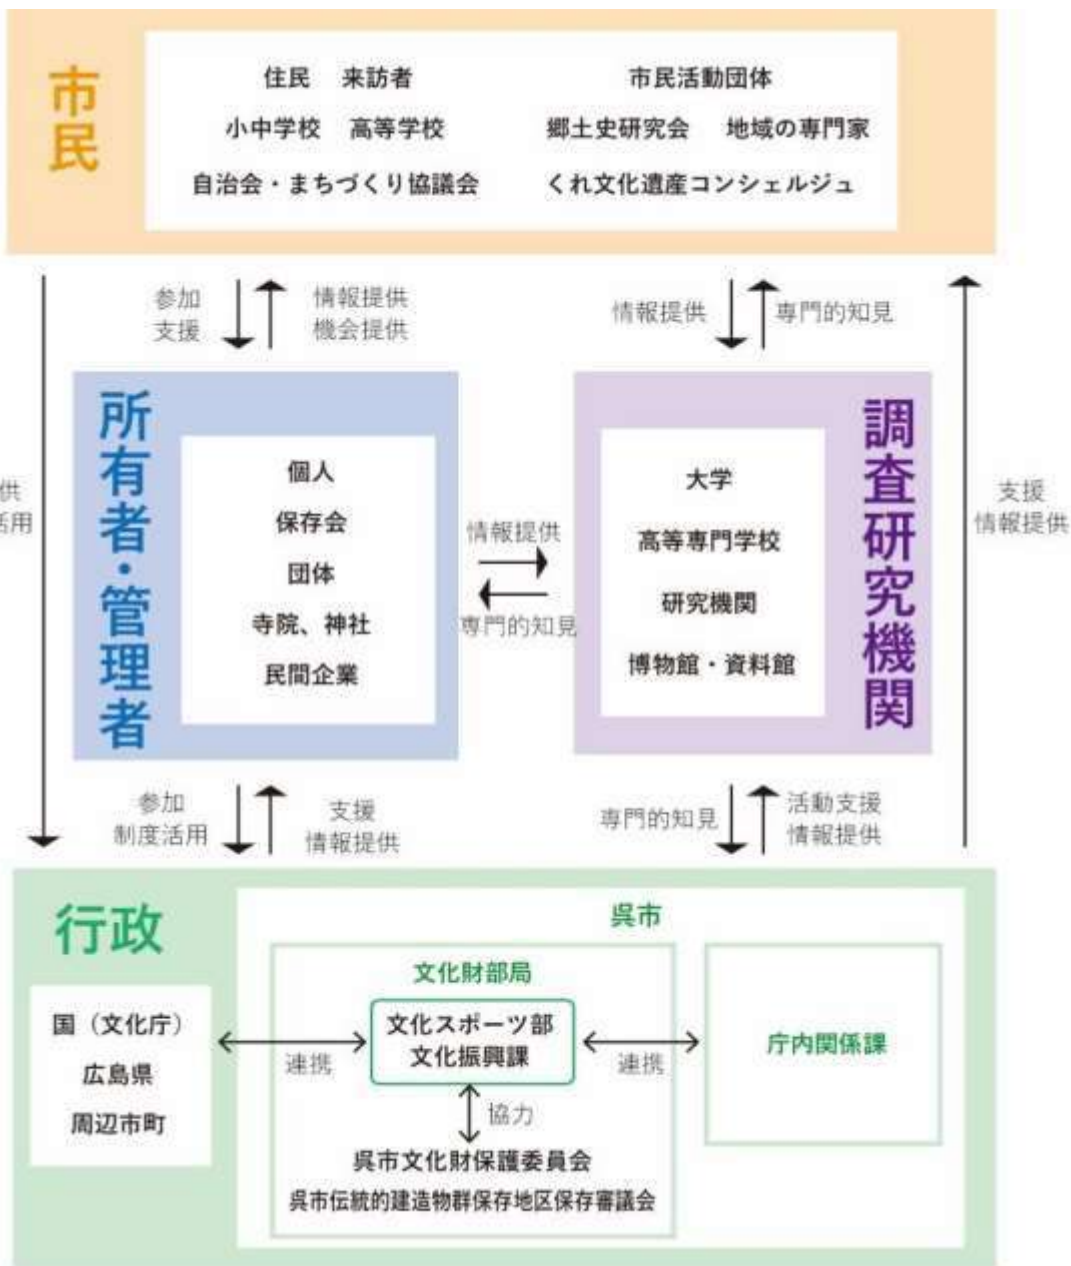 市民
住民　来訪者
小中学校　高等学校
自治会・まちづくり協議会
市民活動団体
郷土史研究会　地域の専門家
くれ文化遺産コンシェルジュ
参加
支援
情報提供
機会提供
情報提供
専門的知見
供
活用
所有者・管理者
個人
保存会
団体
寺院、神社
民間企業
情報提供
専門的知見
調査研究機関
大学
高等専門学校
研究機関
博物館・資料館
支援
情報提供
参加
制度活用
支援
情報提供
専門的知見
活動支援
情報提供
行政
国（文化庁）
広島県
周辺市町
呉市
文化財部局
文化スポーツ部
文化振興課
連携
連携
庁内関係課
協力
呉市文化財保護委員会
呉市伝統的建造物群保存地区保存審議会